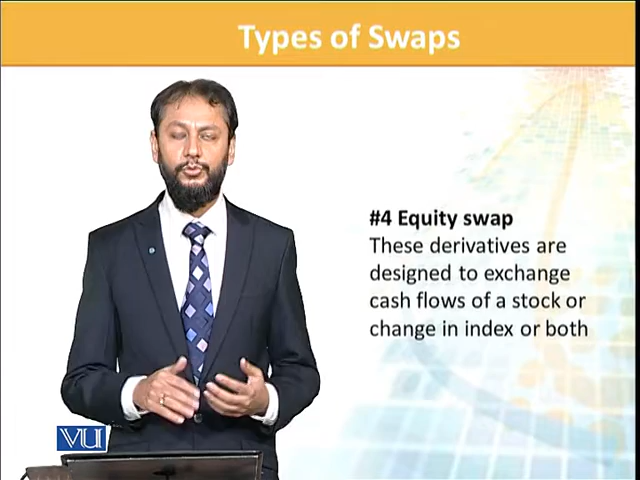 Types of Swaps
#4 Equity swap
These derivatives are
designed to exchange
cash flows of a stock or
change in index or both
VU